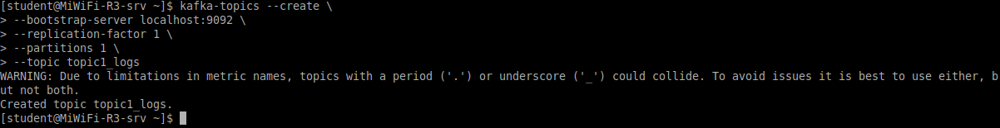 [student@MiWiFi-R3-srv ~]$ kafka-topics --create \
> --bootstrap-server localhost:9092 \
> --replication-factor 1 \
> --partitions 1 \
> --topic topic1_logs
WARNING: Due to limitations in metric names, topics with a period ('.') or underscore ('_') could collide. To avoid issues it is best to use either, b
ut not both.
Created topic topic1_logs.
[student@MiWiFi-R3-srv ~]$